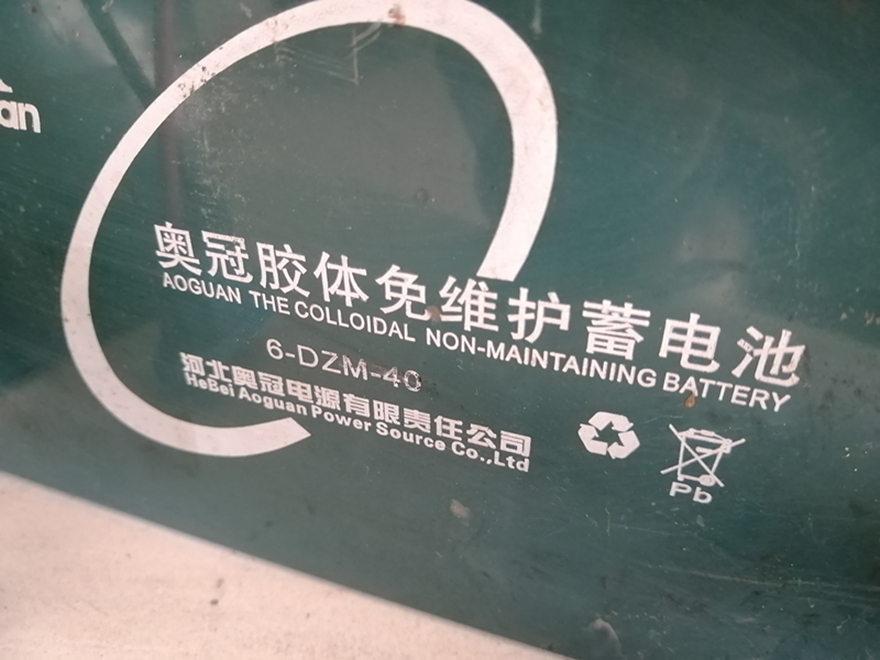 an
奥冠胶体免维护蓄电池
AOGUAN THE COLLOIDAL NON-MAINTAINING BATTERY
6-DZM-40
河北奥冠电源有限责任公司
HeBei Aoguan Power Source Co.,Ltd
Pb